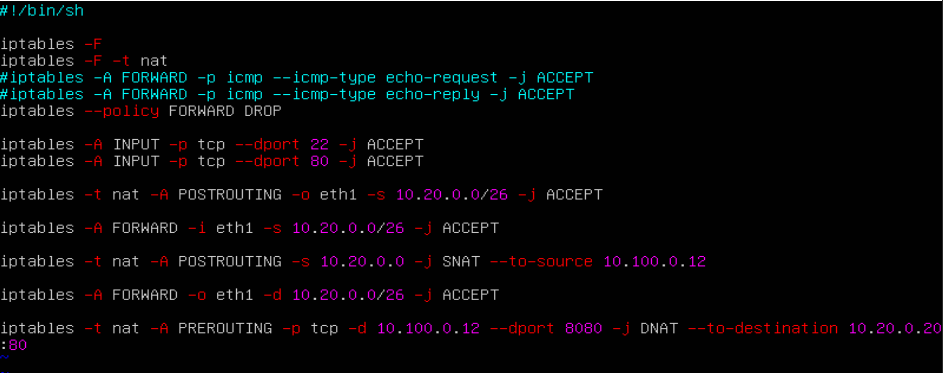 #!/bin/sh
iptables -F
iptables -F -t nat
#iptables -A FORWARD -p icmp --icmp-type echo-request -j ACCEPT
#iptables -A FORWARD -p icmp --icmp-type echo-reply -j ACCEPT
iptables --policy FORWARD DROP
iptables -A INPUT -p tcp --dport 22 -j ACCEPT
iptables -A INPUT -p tcp --dport 80 -j ACCEPT
iptables -t nat -A POSTROUTING -o eth1 -s 10.20.0.0/26 -j ACCEPT
iptables -A FORWARD -i eth1 -s 10.20.0.0/26 -j ACCEPT
iptables -t nat -A POSTROUTING -s 10.20.0.0 -j SNAT --to-source 10.100.0.12
iptables -A FORWARD -o eth1 -d 10.20.0.0/26 -j ACCEPT
iptables -t nat -A PREROUTING -p tcp -d 10.100.0.12 --dport 8080 -j DNAT --to-destination 10.20.0.20
:80
~